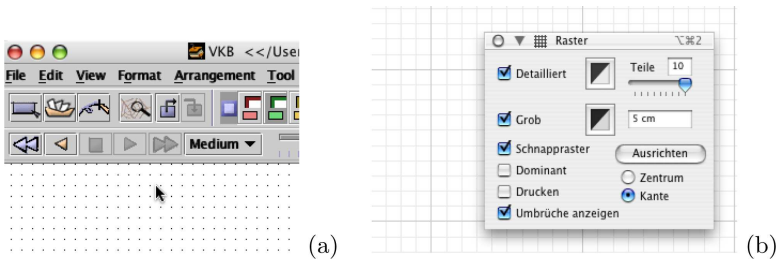 VKB <</User
File Edit View Format Arrangement Tool
Medium
(a)
Raster ⌥⌘2
Detailliert Teile 10
Grob 5 cm
Schnappraster Ausrichten
Dominant Zentrum
Drucken Kante
Umbrüche anzeigen
(b)